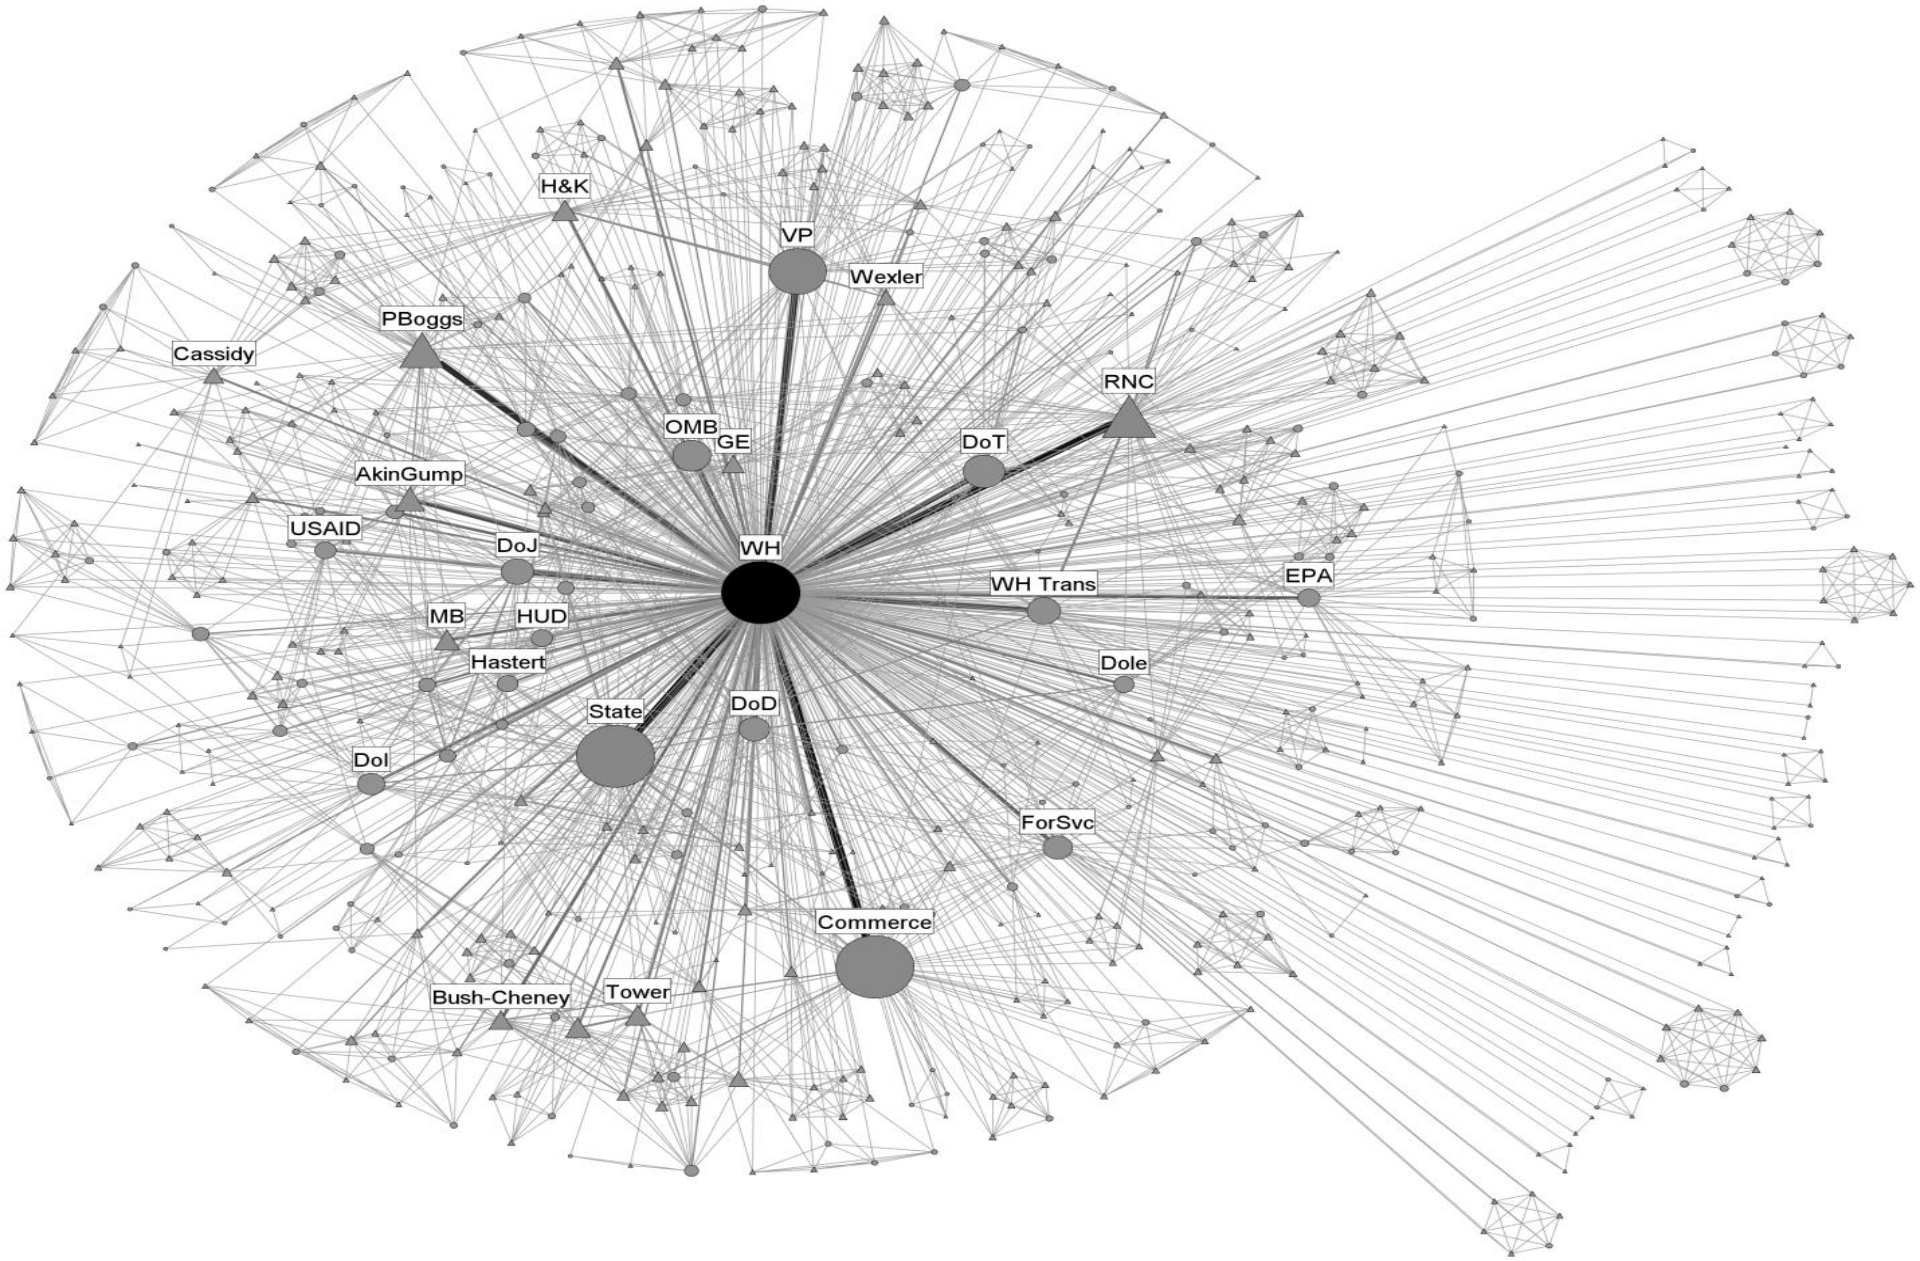 H&K
VP
Wexler
PBoggs
Cassidy
RNC
OMB
GE
DoT
AkinGump
USAID
DoJ
WH
WH Trans
EPA
MB
HUD
Hastert
Dole
State
DoD
DoI
ForSvc
Commerce
Bush-Cheney
Tower